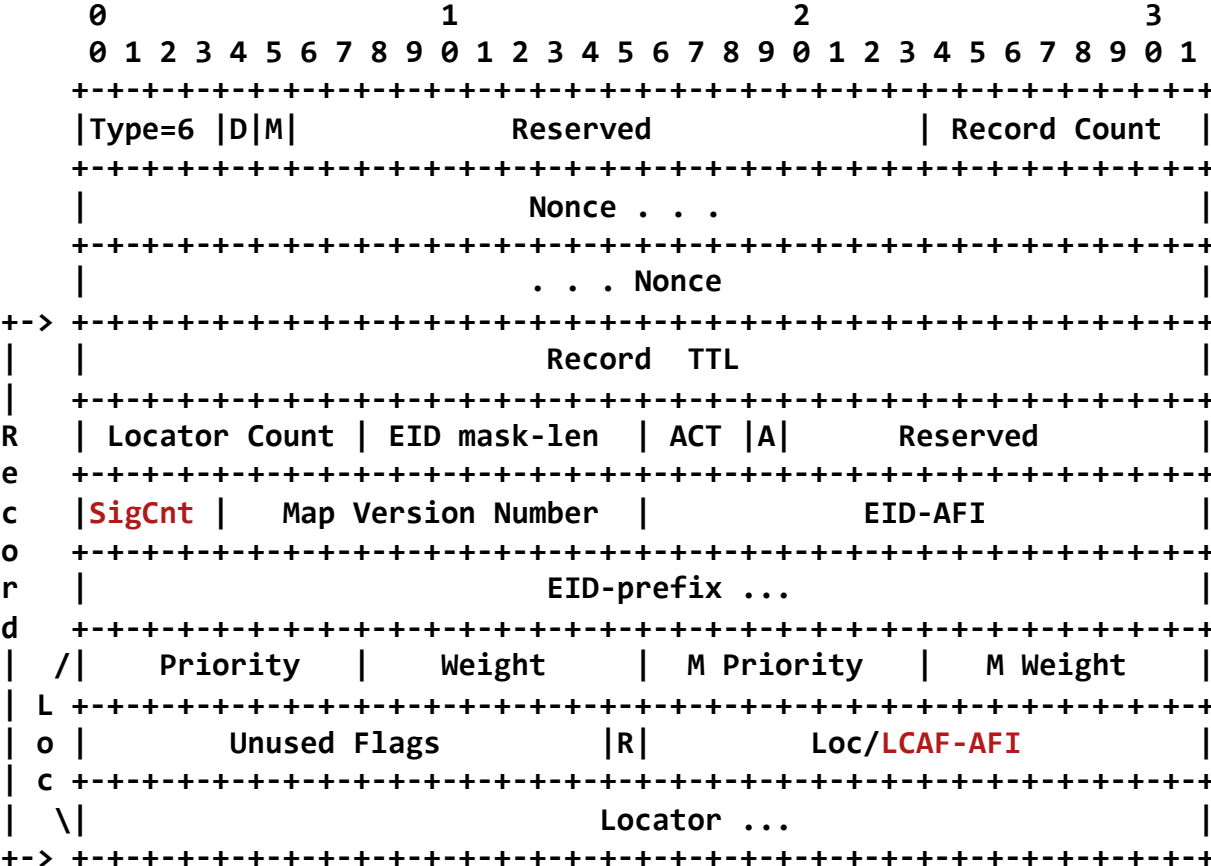 0                   1                   2                   3
     0 1 2 3 4 5 6 7 8 9 0 1 2 3 4 5 6 7 8 9 0 1 2 3 4 5 6 7 8 9 0 1
    +-+-+-+-+-+-+-+-+-+-+-+-+-+-+-+-+-+-+-+-+-+-+-+-+-+-+-+-+-+-+-+-+
    |Type=6 |D|M|            Reserved               | Record Count  |
    +-+-+-+-+-+-+-+-+-+-+-+-+-+-+-+-+-+-+-+-+-+-+-+-+-+-+-+-+-+-+-+-+
    |                         Nonce . . .                           |
    +-+-+-+-+-+-+-+-+-+-+-+-+-+-+-+-+-+-+-+-+-+-+-+-+-+-+-+-+-+-+-+-+
    |                         . . . Nonce                           |
+-> +-+-+-+-+-+-+-+-+-+-+-+-+-+-+-+-+-+-+-+-+-+-+-+-+-+-+-+-+-+-+-+-+
|   |                          Record  TTL                          |
|   +-+-+-+-+-+-+-+-+-+-+-+-+-+-+-+-+-+-+-+-+-+-+-+-+-+-+-+-+-+-+-+-+
R   | Locator Count | EID mask-len  | ACT |A|      Reserved         |
e   +-+-+-+-+-+-+-+-+-+-+-+-+-+-+-+-+-+-+-+-+-+-+-+-+-+-+-+-+-+-+-+-+
c   |SigCnt |   Map Version Number  |            EID-AFI            |
o   +-+-+-+-+-+-+-+-+-+-+-+-+-+-+-+-+-+-+-+-+-+-+-+-+-+-+-+-+-+-+-+-+
r   |                          EID-prefix ...                       |
d   +-+-+-+-+-+-+-+-+-+-+-+-+-+-+-+-+-+-+-+-+-+-+-+-+-+-+-+-+-+-+-+-+
|  /|    Priority   |    Weight     |  M Priority   |   M Weight    |
| L +-+-+-+-+-+-+-+-+-+-+-+-+-+-+-+-+-+-+-+-+-+-+-+-+-+-+-+-+-+-+-+-+
| o |        Unused Flags         |R|         Loc/LCAF-AFI          |
| c +-+-+-+-+-+-+-+-+-+-+-+-+-+-+-+-+-+-+-+-+-+-+-+-+-+-+-+-+-+-+-+-+
|  \|                             Locator ...                       |
+-> +-+-+-+-+-+-+-+-+-+-+-+-+-+-+-+-+-+-+-+-+-+-+-+-+-+-+-+-+-+-+-+-+